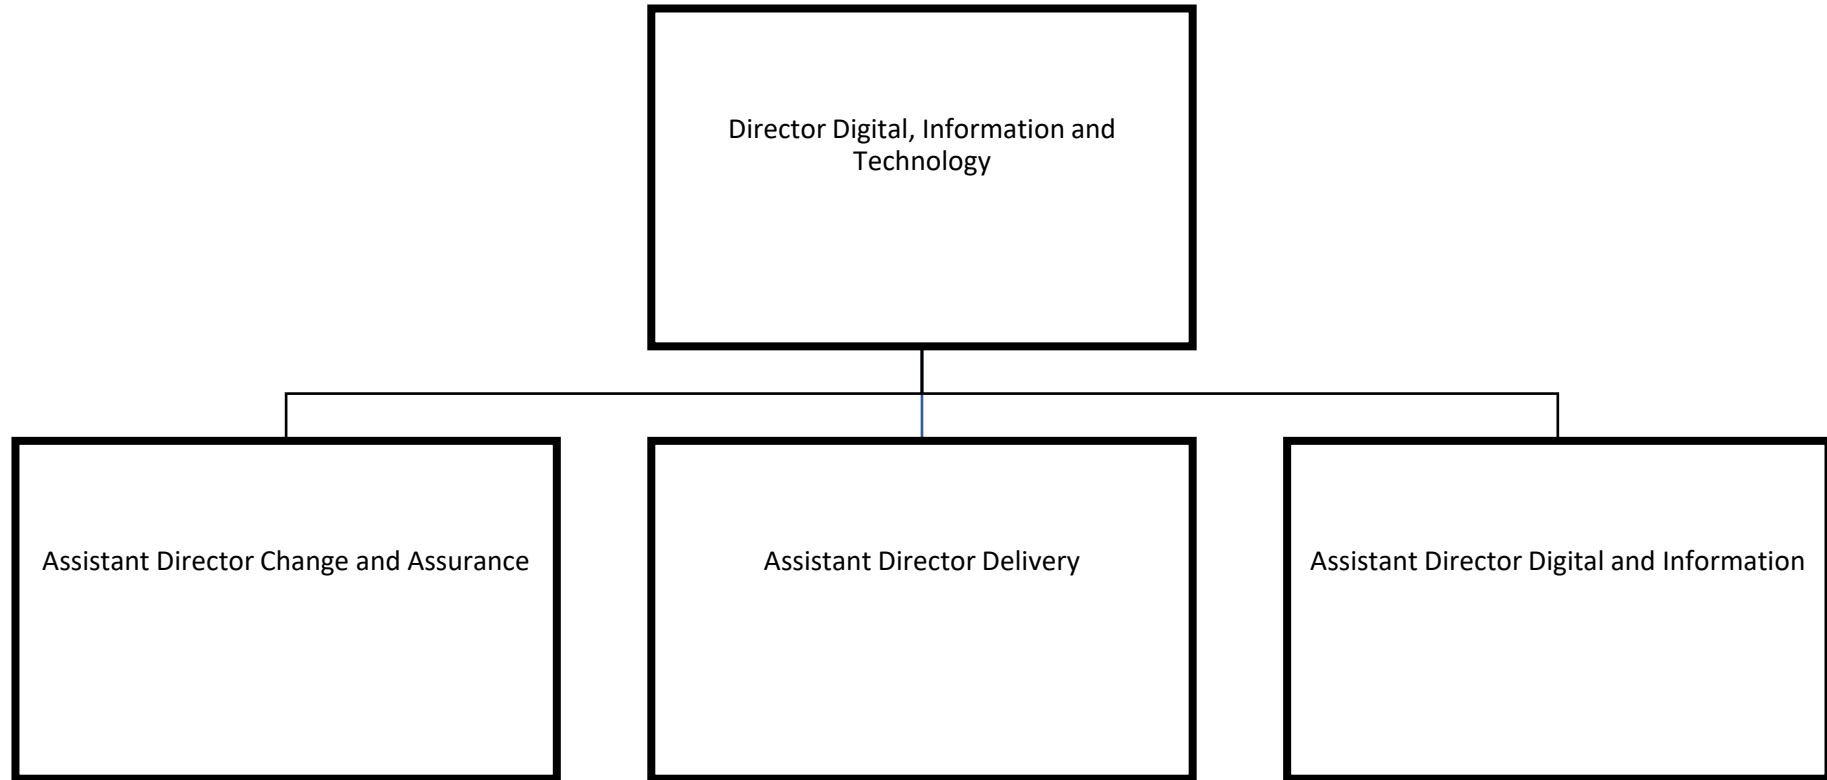 Director Digital, Information and
Technology
Assistant Director Change and Assurance
Assistant Director Delivery
Assistant Director Digital and Information